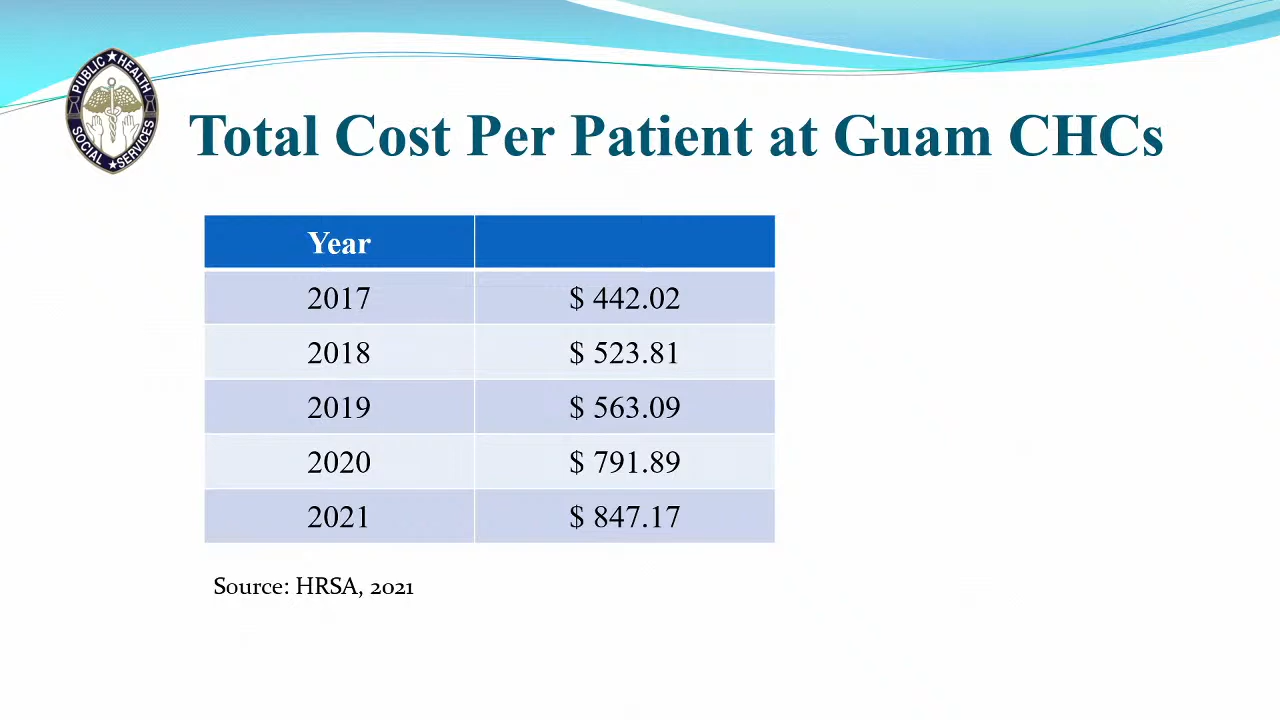 PUBLIC HEALTH
SOCIAL SERVICES
Total Cost Per Patient at Guam CHCs
Year
2017 $ 442.02
2018 $ 523.81
2019 $ 563.09
2020 $ 791.89
2021 $ 847.17
Source: HRSA, 2021